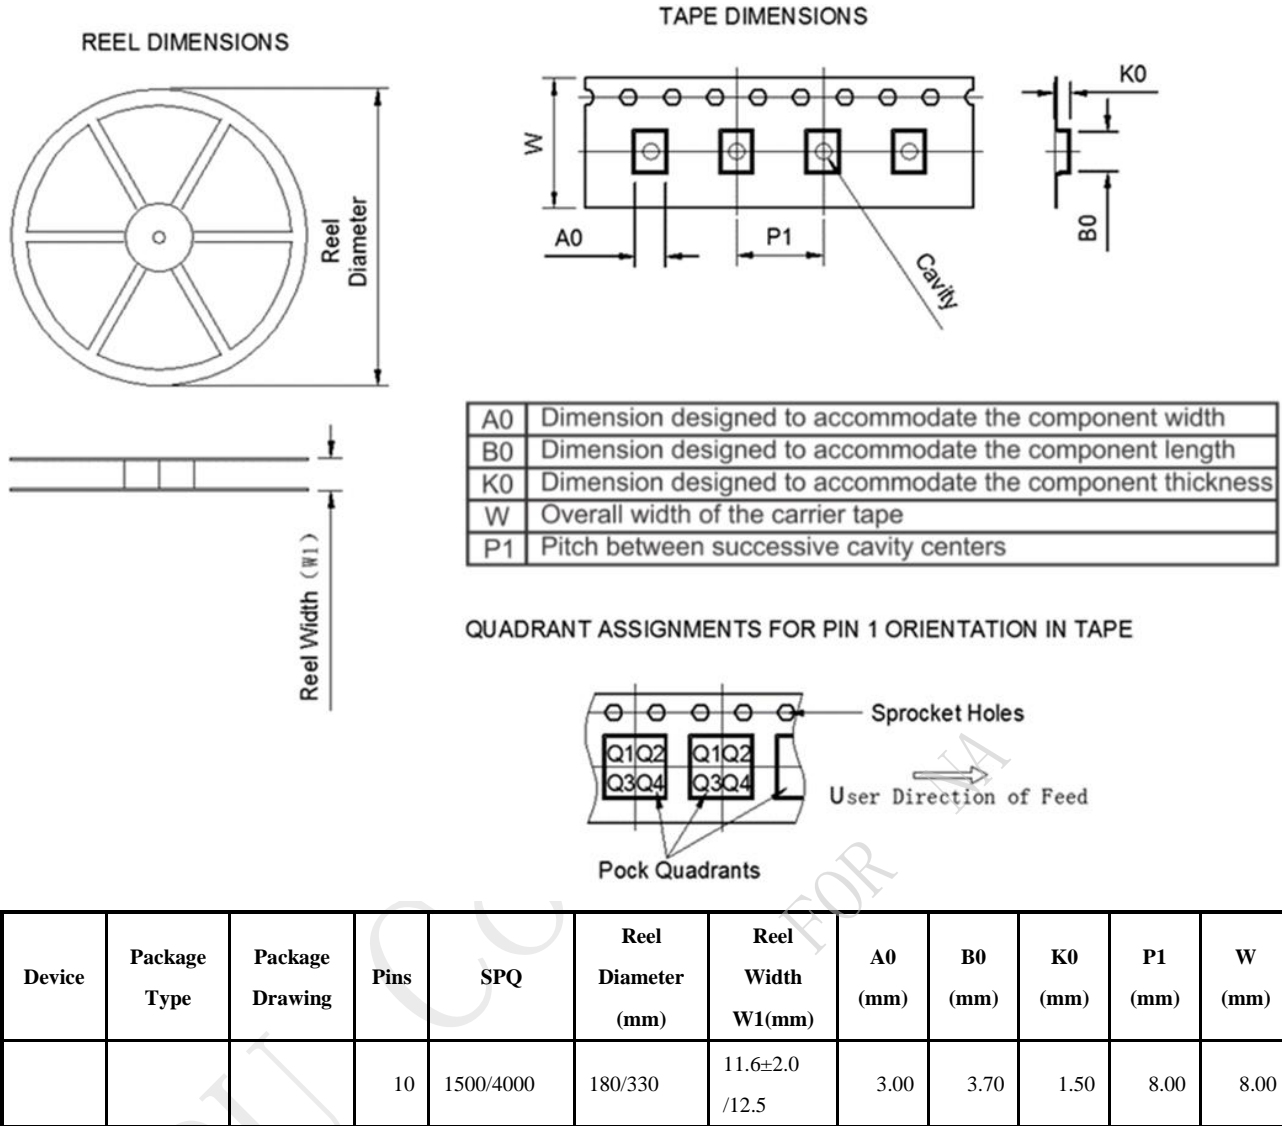 TAPE DIMENSIONS
REEL DIMENSIONS
K0
W
A0
P1
B0
Cavity
Reel
Diameter
A0 Dimension designed to accommodate the component width
B0 Dimension designed to accommodate the component length
K0 Dimension designed to accommodate the component thickness
W Overall width of the carrier tape
P1 Pitch between successive cavity centers
Reel Width (W1)
QUADRANT ASSIGNMENTS FOR PIN 1 ORIENTATION IN TAPE
Sprocket Holes
Q1 Q2 Q1 Q2
Q3 Q4 Q3 Q4
User Direction of Feed
Pock Quadrants
NA
FOR
Device Package Type Package Drawing Pins SPQ Reel Diameter (mm) Reel Width W1(mm) A0 (mm) B0 (mm) K0 (mm) P1 (mm) W (mm)
10 1500/4000 180/330 11.6±2.0 /12.5 3.00 3.70 1.50 8.00 8.00